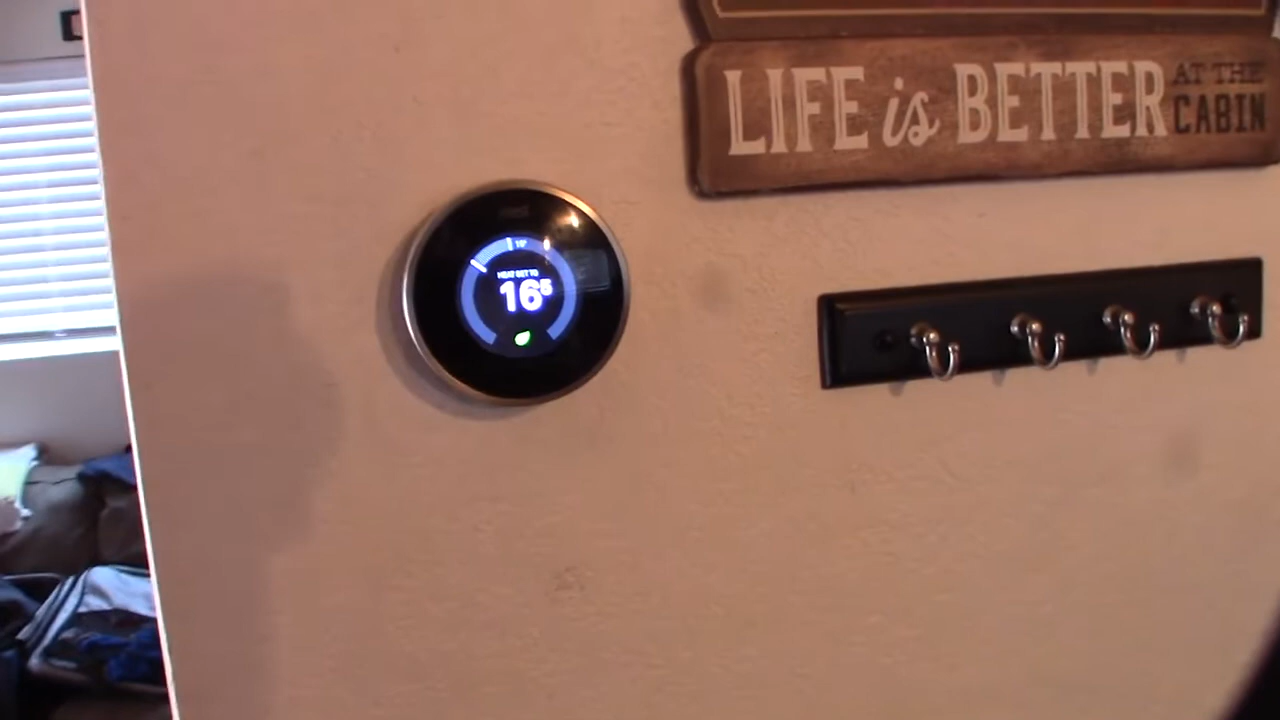 LIFE is BETTER AT THE
CABIN
HEAT SET TO
16⁵